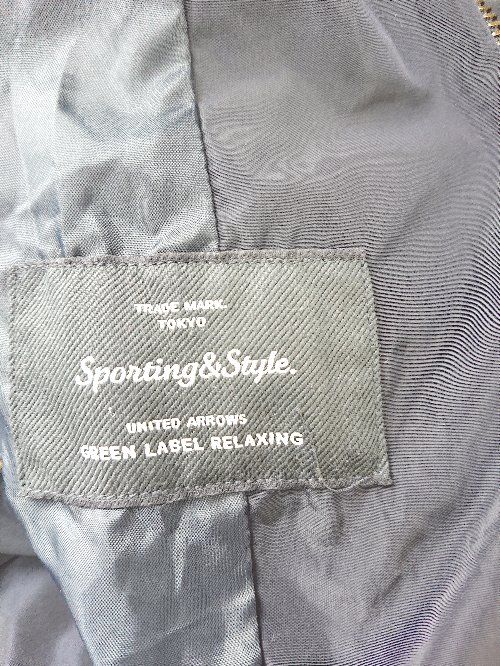 TRADE MARK.
TOKYO
Sporting&Style.
UNITED ARROWS
GREEN LABEL RELAXING